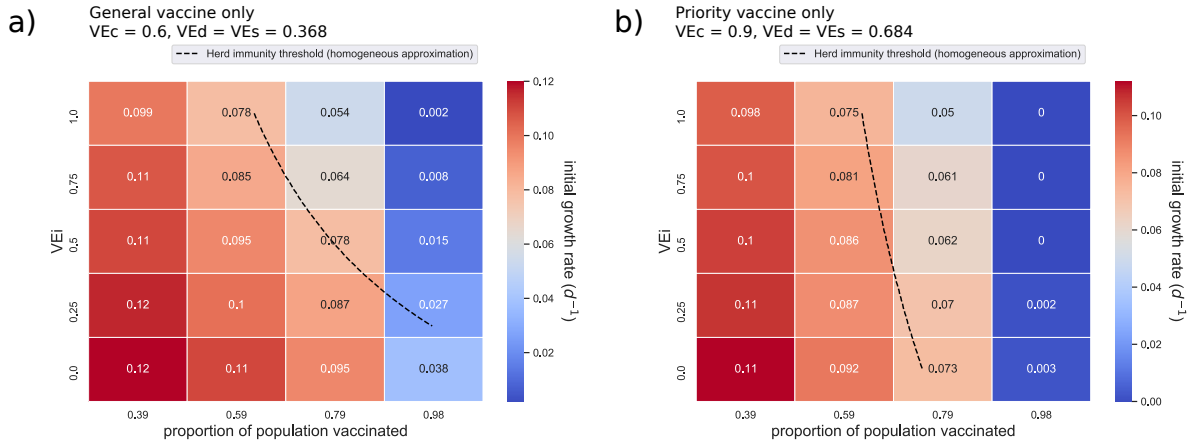 a)
General vaccine only
VEc = 0.6, VEd = VEs = 0.368
Herd immunity threshold (homogeneous approximation)
1.0 0.099 0.078 0.054 0.002
0.75 0.11 0.085 0.064 0.008
0.5 0.11 0.095 0.078 0.015
0.25 0.12 0.1 0.087 0.027
0.0 0.12 0.11 0.095 0.038
VEi
0.39 0.59 0.79 0.98
proportion of population vaccinated
0.12
0.10
0.08
0.06
0.04
0.02
initial growth rate (d⁻¹)
b)
Priority vaccine only
VEc = 0.9, VEd = VEs = 0.684
Herd immunity threshold (homogeneous approximation)
1.0 0.098 0.075 0.05 0
0.75 0.1 0.081 0.061 0
0.5 0.1 0.086 0.062 0
0.25 0.11 0.087 0.07 0.002
0.0 0.11 0.092 0.073 0.003
VEi
0.39 0.59 0.79 0.98
proportion of population vaccinated
0.10
0.08
0.06
0.04
0.02
0.00
initial growth rate (d⁻¹)